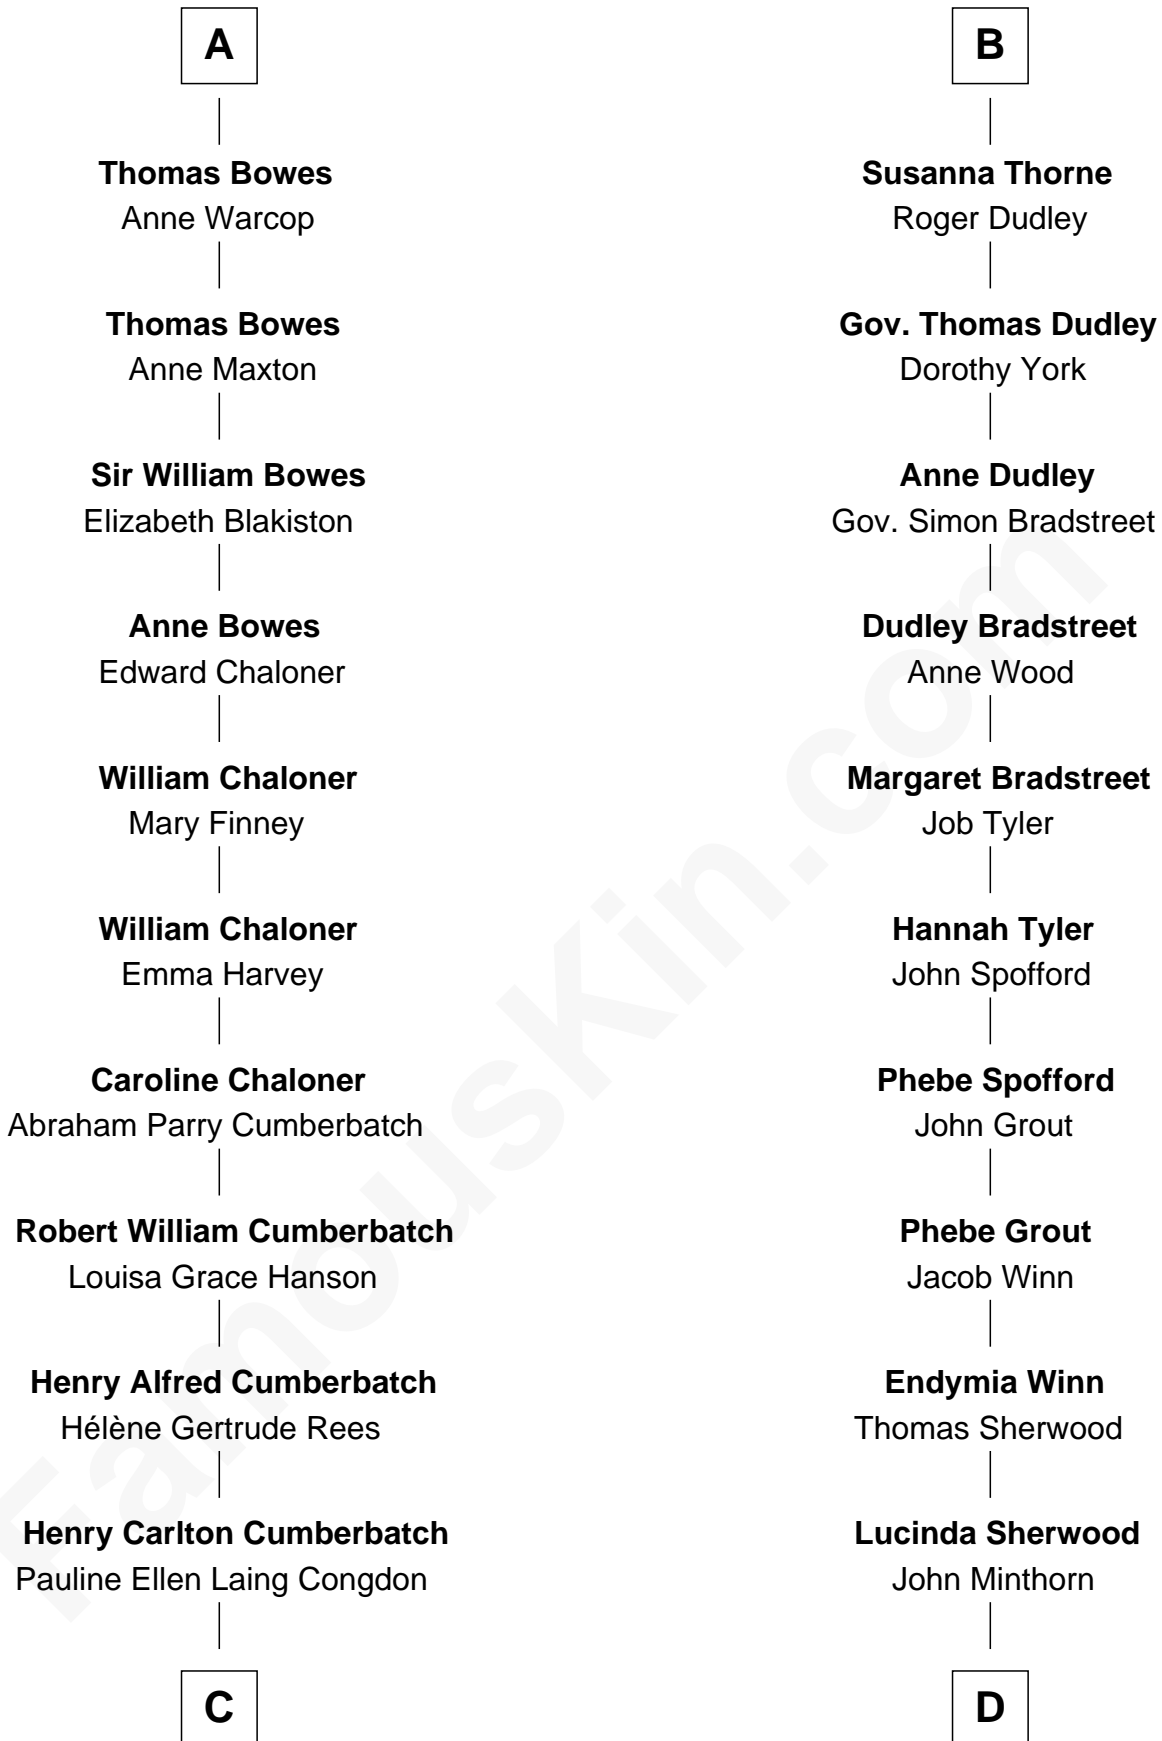 A
Thomas Bowes
Anne Warcop
Thomas Bowes
Anne Maxton
Sir William Bowes
Elizabeth Blakiston
Anne Bowes
Edward Chaloner
William Chaloner
Mary Finney
William Chaloner
Emma Harvey
Caroline Chaloner
Abraham Parry Cumberbatch
Robert William Cumberbatch
Louisa Grace Hanson
Henry Alfred Cumberbatch
Hélène Gertrude Rees
Henry Carlton Cumberbatch
Pauline Ellen Laing Congdon
C
B
Susanna Thorne
Roger Dudley
Gov. Thomas Dudley
Dorothy York
Anne Dudley
Gov. Simon Bradstreet
Dudley Bradstreet
Anne Wood
Margaret Bradstreet
Job Tyler
Hannah Tyler
John Spofford
Phebe Spofford
John Grout
Phebe Grout
Jacob Winn
Endymia Winn
Thomas Sherwood
Lucinda Sherwood
John Minthorn
D
FamousKin.com